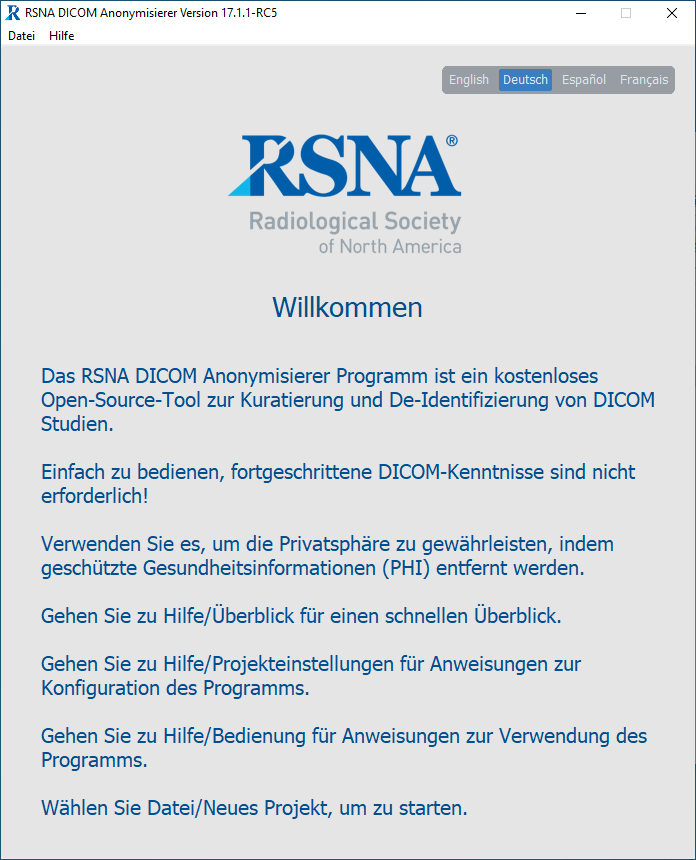 RSNA DICOM Anonymisierer Version 17.1.1-RC5
Datei Hilfe
English Deutsch Español Français
RSNA®
Radiological Society
of North America
Willkommen
Das RSNA DICOM Anonymisierer Programm ist ein kostenloses
Open-Source-Tool zur Kuratierung und De-Identifizierung von DICOM
Studien.
Einfach zu bedienen, fortgeschrittene DICOM-Kenntnisse sind nicht
erforderlich!
Verwenden Sie es, um die Privatsphäre zu gewährleisten, indem
geschützte Gesundheitsinformationen (PHI) entfernt werden.
Gehen Sie zu Hilfe/Überblick für einen schnellen Überblick.
Gehen Sie zu Hilfe/Projekteinstellungen für Anweisungen zur
Konfiguration des Programms.
Gehen Sie zu Hilfe/Bedienung für Anweisungen zur Verwendung des
Programms.
Wählen Sie Datei/Neues Projekt, um zu starten.